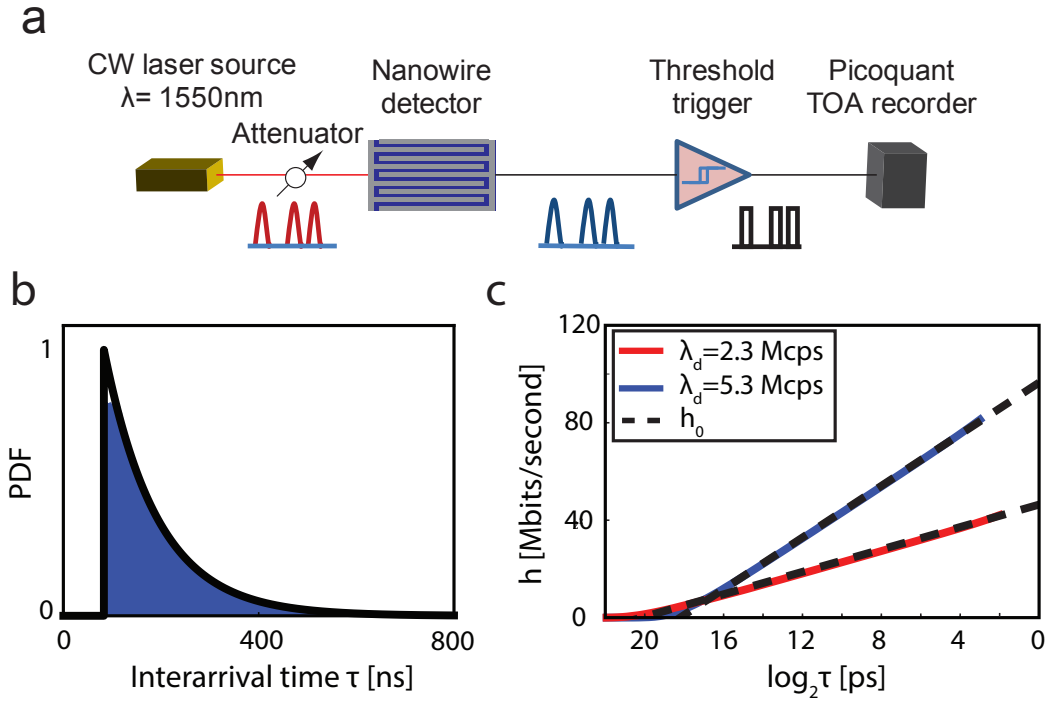 a
CW laser source
λ= 1550nm
Attenuator
Nanowire
detector
Threshold
trigger
Picoquant
TOA recorder
b
PDF
1
0
0
400
800
Interarrival time τ [ns]
c
h [Mbits/second]
120
80
40
0
λd=2.3 Mcps
λd=5.3 Mcps
h0
20
16
12
8
4
0
log2τ [ps]